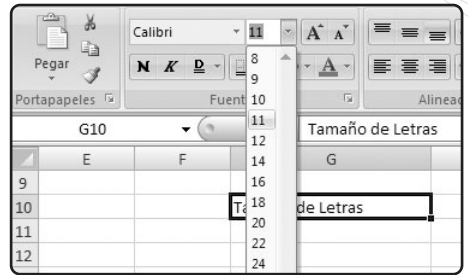 Calibri 11 A A
Pegar
N K S A
Portapapeles Fuent Alineac
G10 Tamaño de Letras
E F G
8
9
10
11
12
14
16
18
20
22
24
9
10 Ta de Letras
11
12